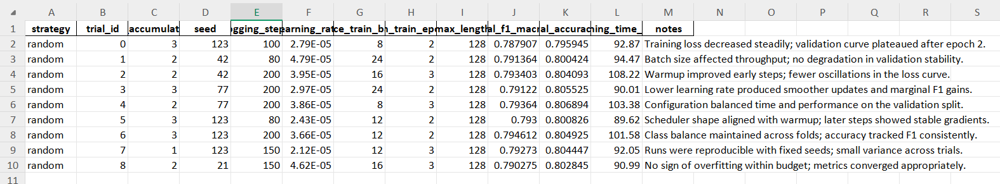 A B C D E F G H I J K L M N O P Q R S
1 strategy trial_id _accumulat seed gging_step earning_rat ce_train_b n_train_ep max_length al_f1_macr al_accurac ning_time_ notes
2 random 0 3 123 100 2.79E-05 8 2 128 0.787907 0.795945 92.87 Training loss decreased steadily; validation curve plateaued after epoch 2.
3 random 1 2 42 80 4.79E-05 24 2 128 0.791364 0.800424 94.47 Batch size affected throughput; no degradation in validation stability.
4 random 2 2 42 200 3.95E-05 16 3 128 0.793403 0.804093 108.22 Warmup improved early steps; fewer oscillations in the loss curve.
5 random 3 3 77 200 2.97E-05 24 2 128 0.79122 0.805525 90.01 Lower learning rate produced smoother updates and marginal F1 gains.
6 random 4 2 77 200 3.86E-05 8 3 128 0.79364 0.806894 103.38 Configuration balanced time and performance on the validation split.
7 random 5 3 123 80 2.43E-05 12 2 128 0.793 0.800826 89.62 Scheduler shape aligned with warmup; later steps showed stable gradients.
8 random 6 3 123 200 3.66E-05 12 2 128 0.794612 0.804925 101.58 Class balance maintained across folds; accuracy tracked F1 consistently.
9 random 7 1 123 150 2.12E-05 12 3 128 0.79273 0.804447 92.05 Runs were reproducible with fixed seeds; small variance across trials.
10 random 8 2 21 150 4.62E-05 16 3 128 0.790275 0.802845 90.99 No sign of overfitting within budget; metrics converged appropriately.
11